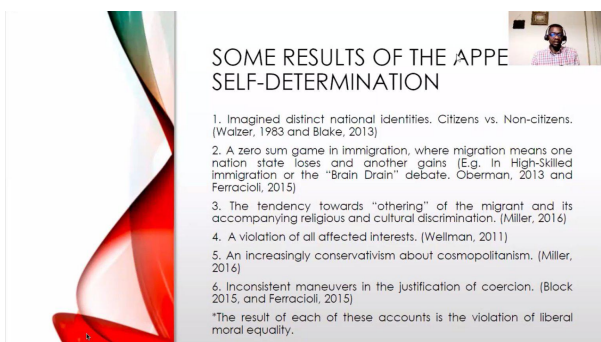 SOME RESULTS OF THE APPE
SELF-DETERMINATION
1. Imagined distinct national identities. Citizens vs. Non-citizens.
(Walzer, 1983 and Blake, 2013)
2. A zero sum game in immigration, where migration means one
nation state loses and another gains (E.g. In High-Skilled
immigration or the “Brain Drain” debate. Oberman, 2013 and
Ferracioli, 2015)
3. The tendency towards “othering” of the migrant and its
accompanying religious and cultural discrimination. (Miller, 2016)
4. A violation of all affected interests. (Wellman, 2011)
5. An increasingly conservativism about cosmopolitanism. (Miller,
2016)
6. Inconsistent maneuvers in the justification of coercion. (Block
2015, and Ferracioli, 2015)
*The result of each of these accounts is the violation of liberal
moral equality.